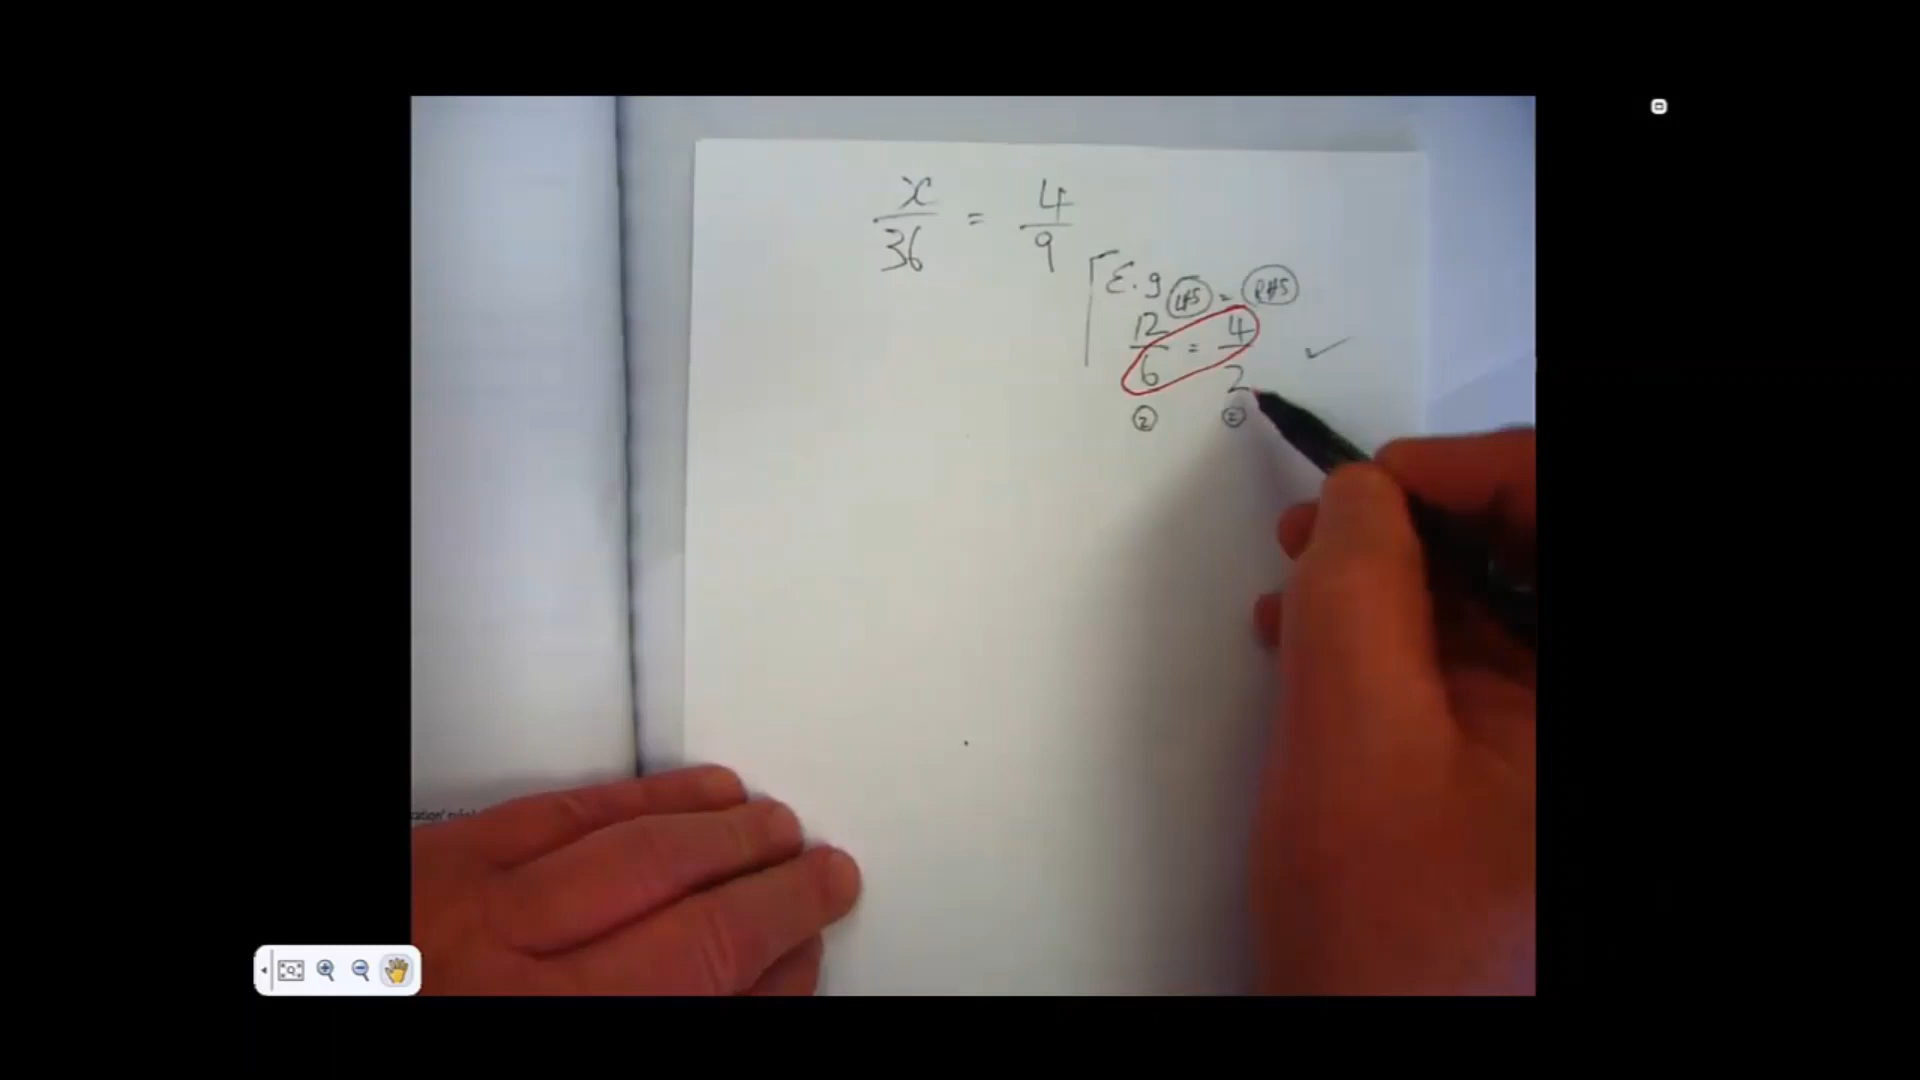 x/36 = 4/9
E.g
LHS = RHS
12/6 = 4/2 ✓
2 2